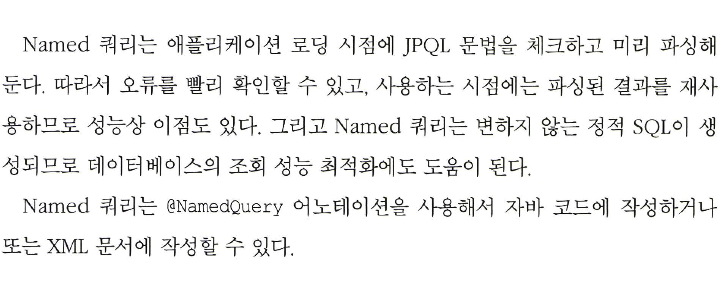 Named 쿼리는 애플리케이션 로딩 시점에 JPQL 문법을 체크하고 미리 파싱해
둔다. 따라서 오류를 빨리 확인할 수 있고, 사용하는 시점에는 파싱된 결과를 재사
용하므로 성능상 이점도 있다. 그리고 Named 쿼리는 변하지 않는 정적 SQL이 생
성되므로 데이터베이스의 조회 성능 최적화에도 도움이 된다.
Named 쿼리는 @NamedQuery 어노테이션을 사용해서 자바 코드에 작성하거나
또는 XML 문서에 작성할 수 있다.